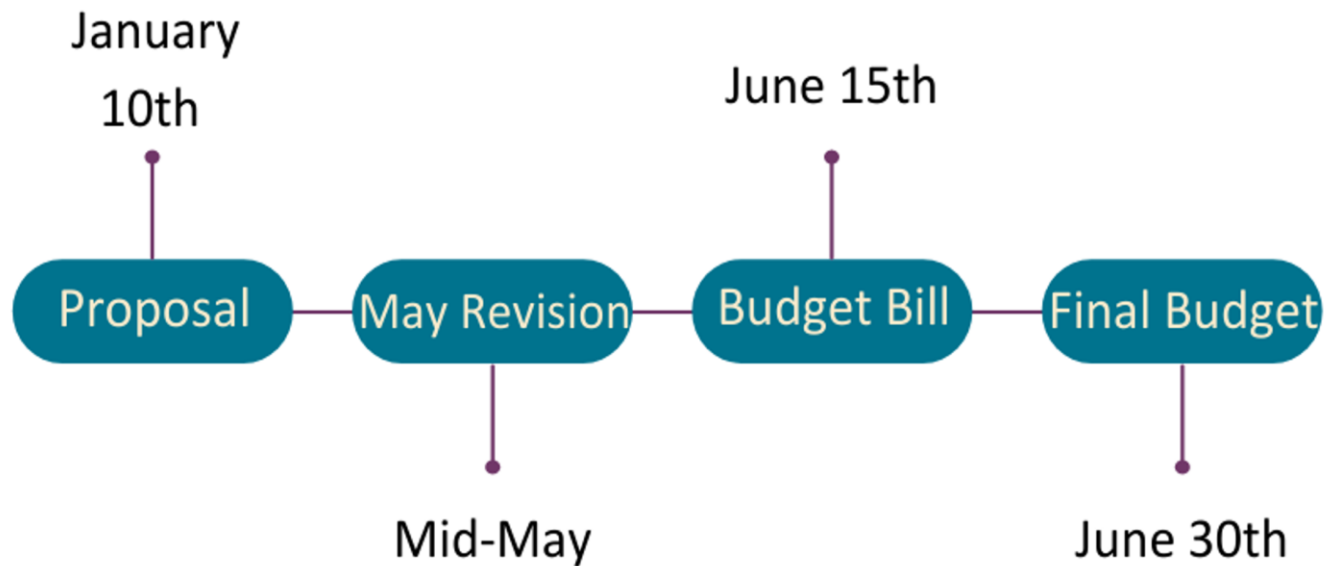 January
10th
June 15th
Proposal
May Revision
Budget Bill
Final Budget
Mid-May
June 30th